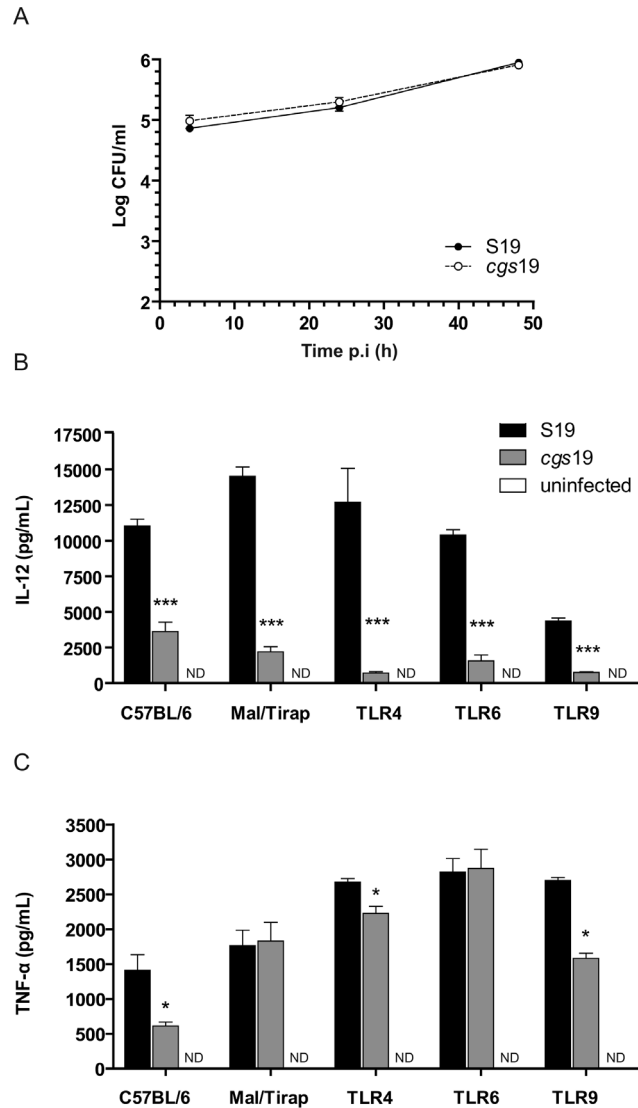 A
6
5
4
3
2
Log CFU/ml
S19
cgs19
0 10 20 30 40 50
Time p.i (h)
B
17500
15000
12500
10000
7500
5000
2500
0
IL-12 (pg/mL)
S19
cgs19
uninfected
*** ND *** ND *** ND *** ND *** ND
C57BL/6 Mal/Tirap TLR4 TLR6 TLR9
C
3500
3000
2500
2000
1500
1000
500
0
TNF-α (pg/mL)
* ND ND * ND ND * ND
C57BL/6 Mal/Tirap TLR4 TLR6 TLR9